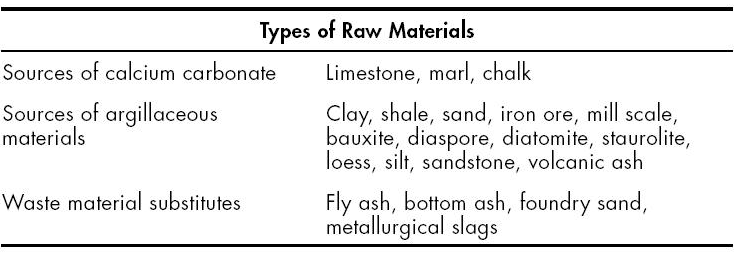 Types of Raw Materials
Sources of calcium carbonate Limestone, marl, chalk
Sources of argillaceous Clay, shale, sand, iron ore, mill scale,
materials bauxite, diaspore, diatomite, staurolite,
loess, silt, sandstone, volcanic ash
Waste material substitutes Fly ash, bottom ash, foundry sand,
metallurgical slags